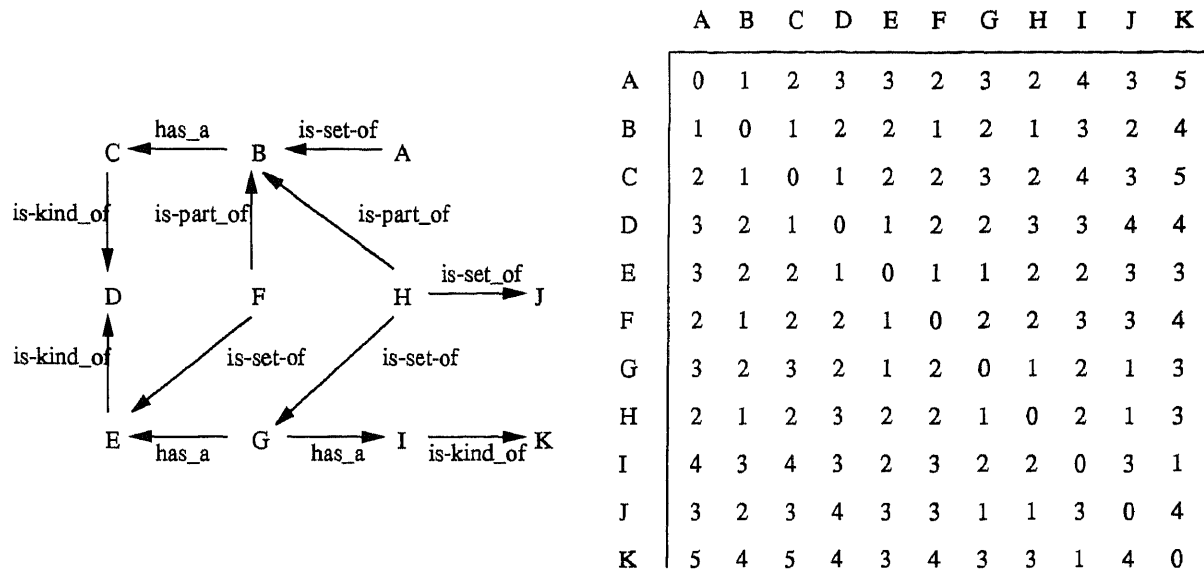 has_a is-set-of
C B A
is-kind_of is-part_of is-part_of
is-set_of
D F H J
is-kind_of is-set-of is-set-of
E G I K
has_a has_a is-kind_of
A B C D E F G H I J K
A 0 1 2 3 3 2 3 2 4 3 5
B 1 0 1 2 2 1 2 1 3 2 4
C 2 1 0 1 2 2 3 2 4 3 5
D 3 2 1 0 1 2 2 3 3 4 4
E 3 2 2 1 0 1 1 2 2 3 3
F 2 1 2 2 1 0 2 2 3 3 4
G 3 2 3 2 1 2 0 1 2 1 3
H 2 1 2 3 2 2 1 0 2 1 3
I 4 3 4 3 2 3 2 2 0 3 1
J 3 2 3 4 3 3 1 1 3 0 4
K 5 4 5 4 3 4 3 3 1 4 0